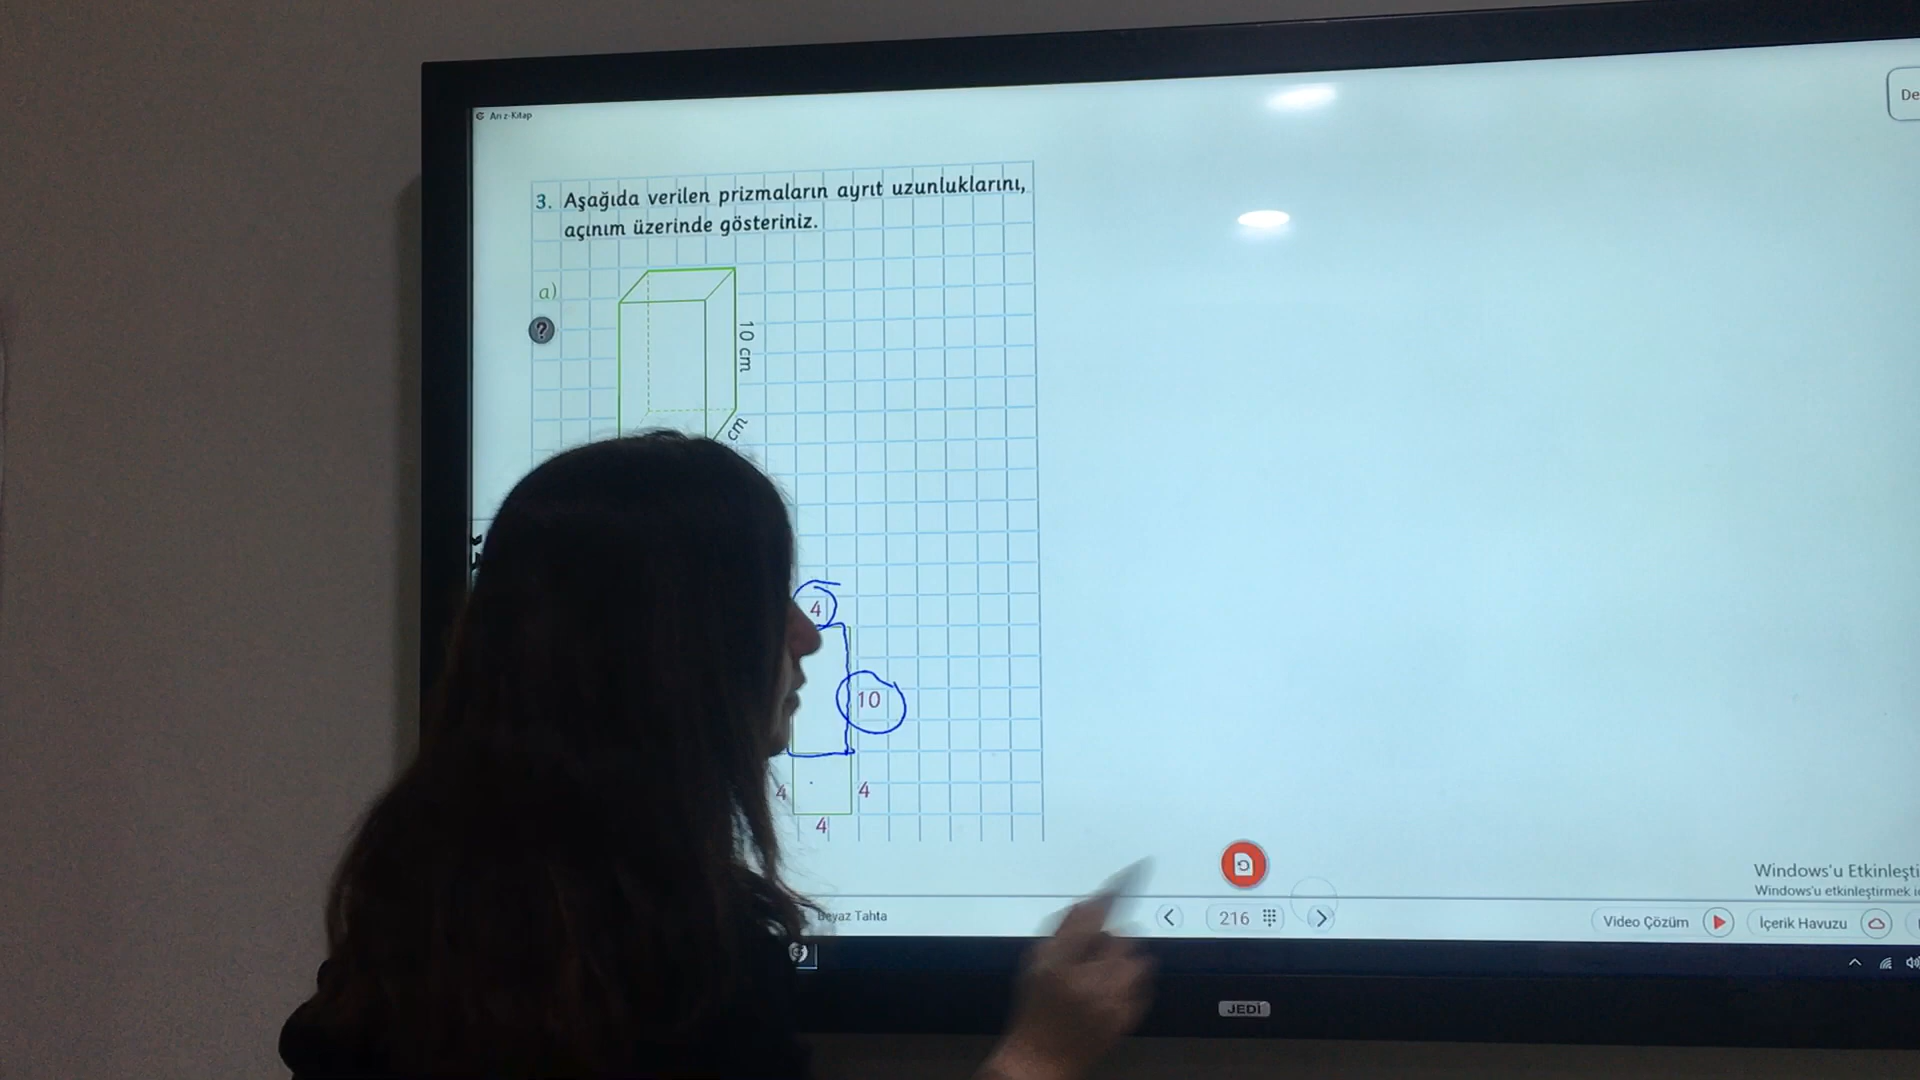 Arı z-Kitap
De
3. Aşağıda verilen prizmaların ayrıt uzunluklarını,
açınım üzerinde gösteriniz.
a)
?
10 cm
cm
4
10
4
4
4
Windows'u Etkinleşti
Windows'u etkinleştirmek i
Beyaz Tahta
216
Video Çözüm
İçerik Havuzu
JEDİ